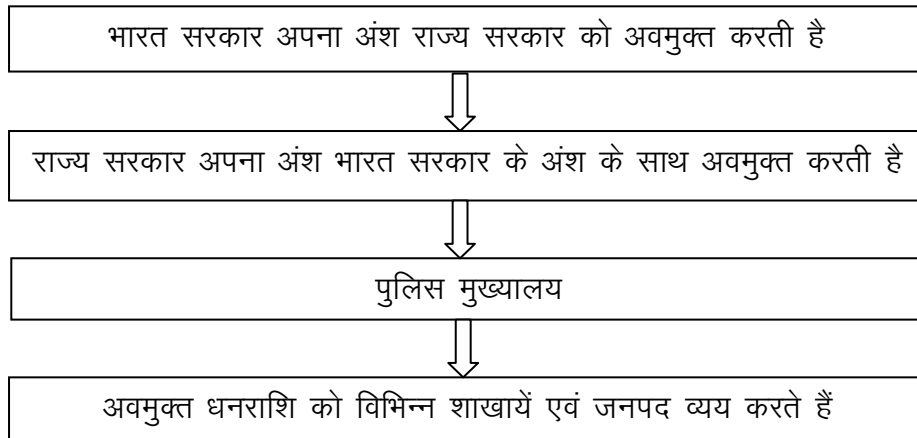 भारत सरकार अपना अंश राज्य सरकार को अवमुक्त करती है
राज्य सरकार अपना अंश भारत सरकार के अंश के साथ अवमुक्त करती है
पुलिस मुख्यालय
अवमुक्त धनराशि को विभिन्न शाखायें एवं जनपद व्यय करते हैं